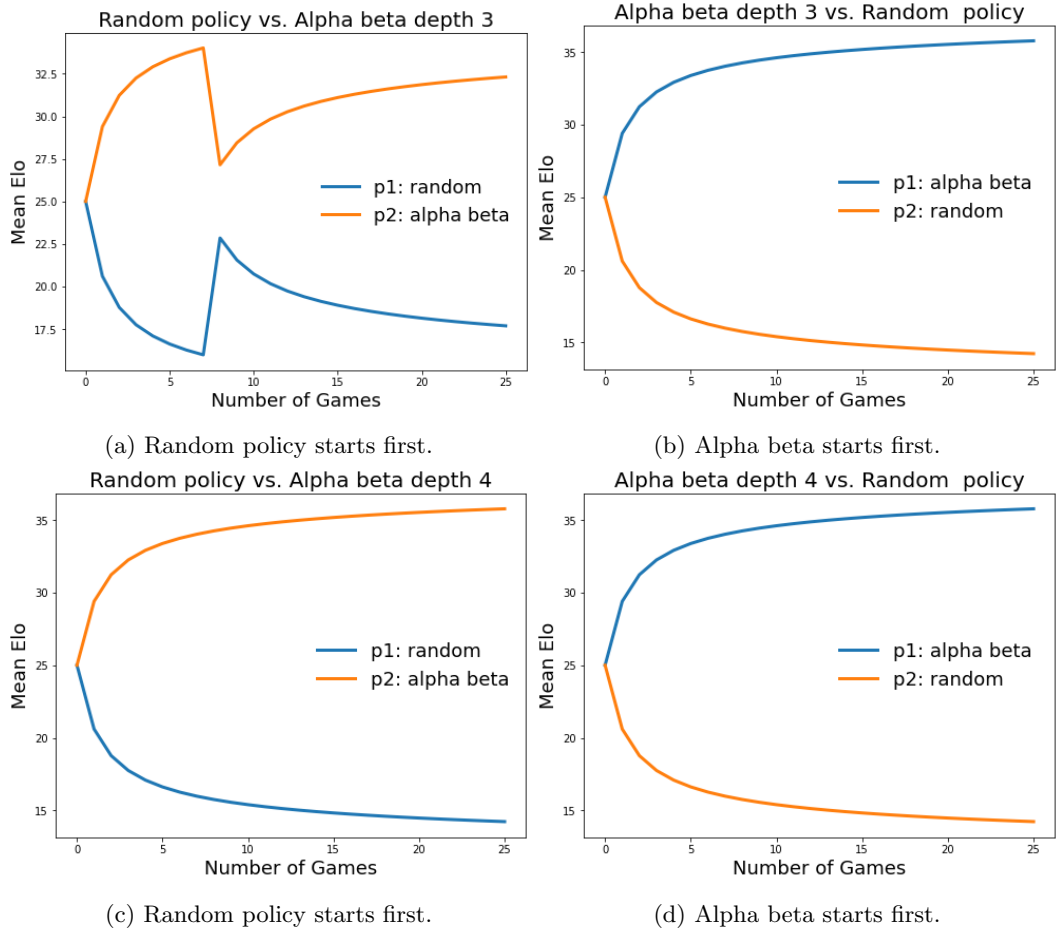 Random policy vs. Alpha beta depth 3
Mean Elo
32.5
30.0
27.5
25.0
22.5
20.0
17.5
p1: random
p2: alpha beta
0
5
10
15
20
25
Number of Games
(a) Random policy starts first.
Alpha beta depth 3 vs. Random  policy
Mean Elo
35
30
25
20
15
p1: alpha beta
p2: random
0
5
10
15
20
25
Number of Games
(b) Alpha beta starts first.
Random policy vs. Alpha beta depth 4
Mean Elo
35
30
25
20
15
p1: random
p2: alpha beta
0
5
10
15
20
25
Number of Games
(c) Random policy starts first.
Alpha beta depth 4 vs. Random  policy
Mean Elo
35
30
25
20
15
p1: alpha beta
p2: random
0
5
10
15
20
25
Number of Games
(d) Alpha beta starts first.